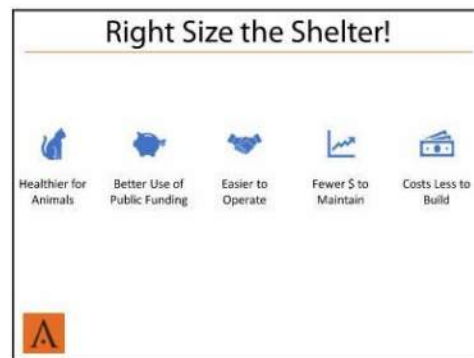 Right Size the Shelter!
Healthier for
Animals
Better Use of
Public Funding
Easier to
Operate
Fewer $ to
Maintain
Costs Less to
Build